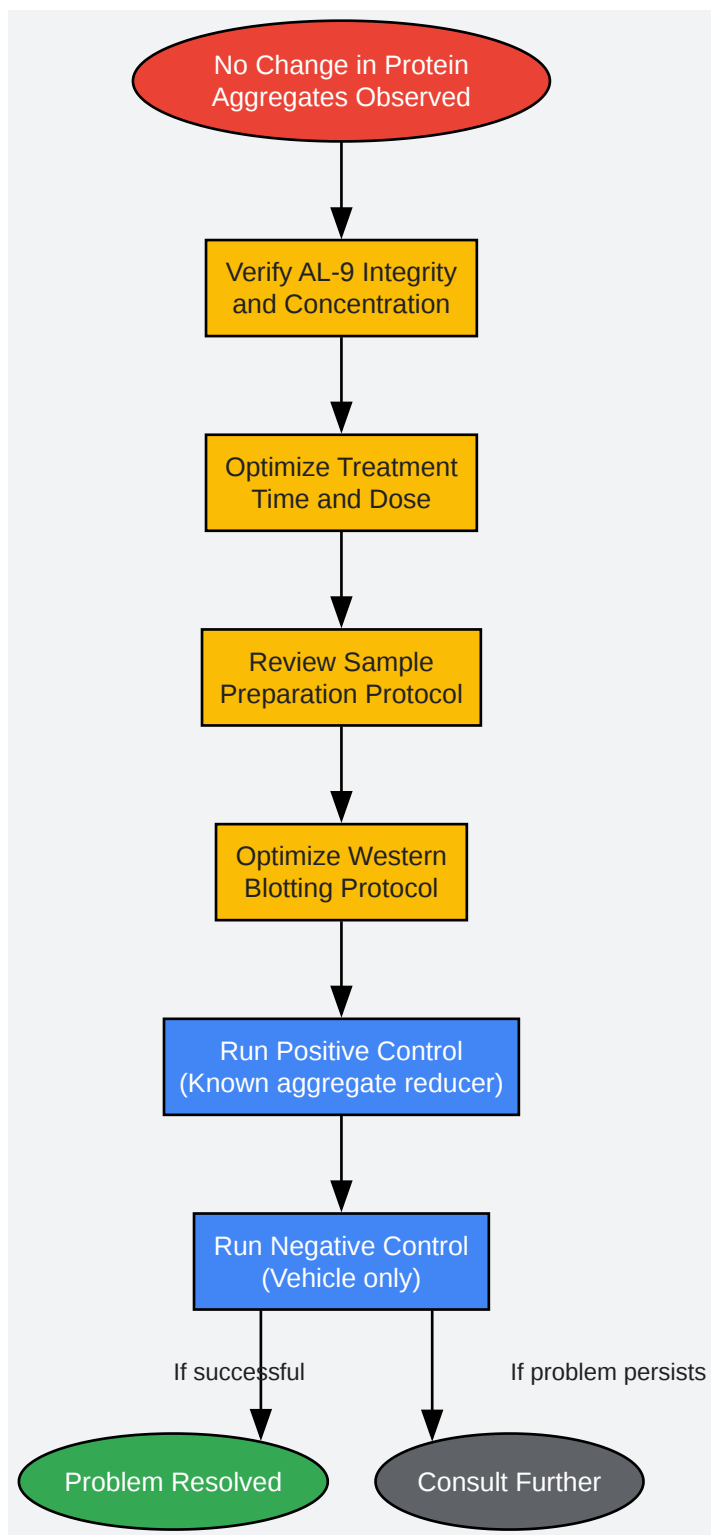 No Change in Protein
Aggregates Observed
Verify AL-9 Integrity
and Concentration
Optimize Treatment
Time and Dose
Review Sample
Preparation Protocol
Optimize Western
Blotting Protocol
Run Positive Control
(Known aggregate reducer)
Run Negative Control
(Vehicle only)
If successful
If problem persists
Problem Resolved
Consult Further